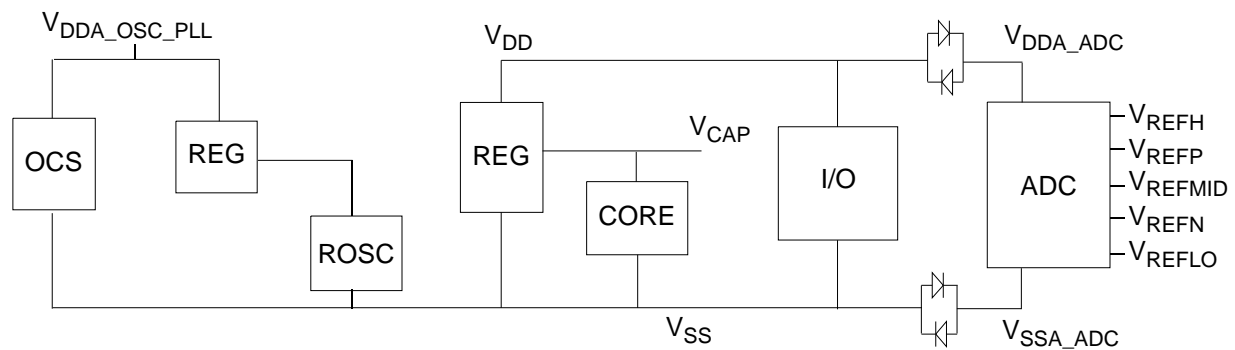 VDDA_OSC_PLL
VDD
VDDA_ADC
OCS
REG
REG
VCAP
I/O
ADC
VREFH
VREFP
VREFMID
VREFN
VREFLO
CORE
ROSC
VSS
VSSA_ADC